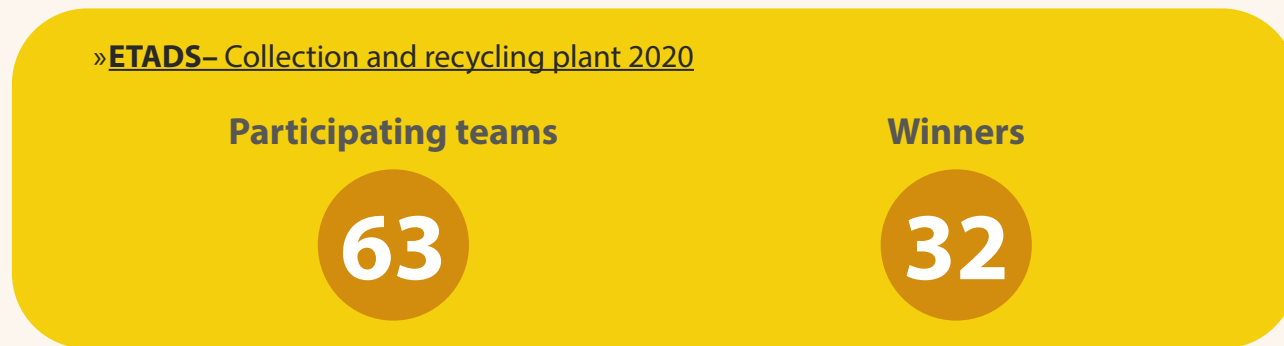 »ETADS– Collection and recycling plant 2020
Participating teams
Winners
63
32